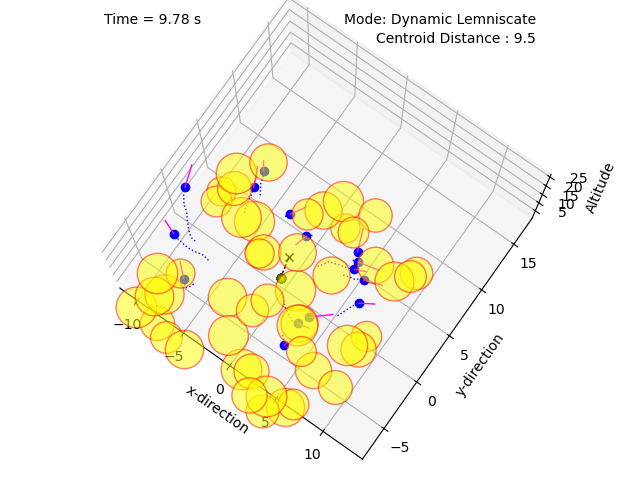 Time = 9.78 s
Mode: Dynamic Lemniscate
Centroid Distance : 9.5
25
20
15
10
5
Altitude
15
10
5
0
−5
y-direction
−10
−5
0
5
10
x-direction